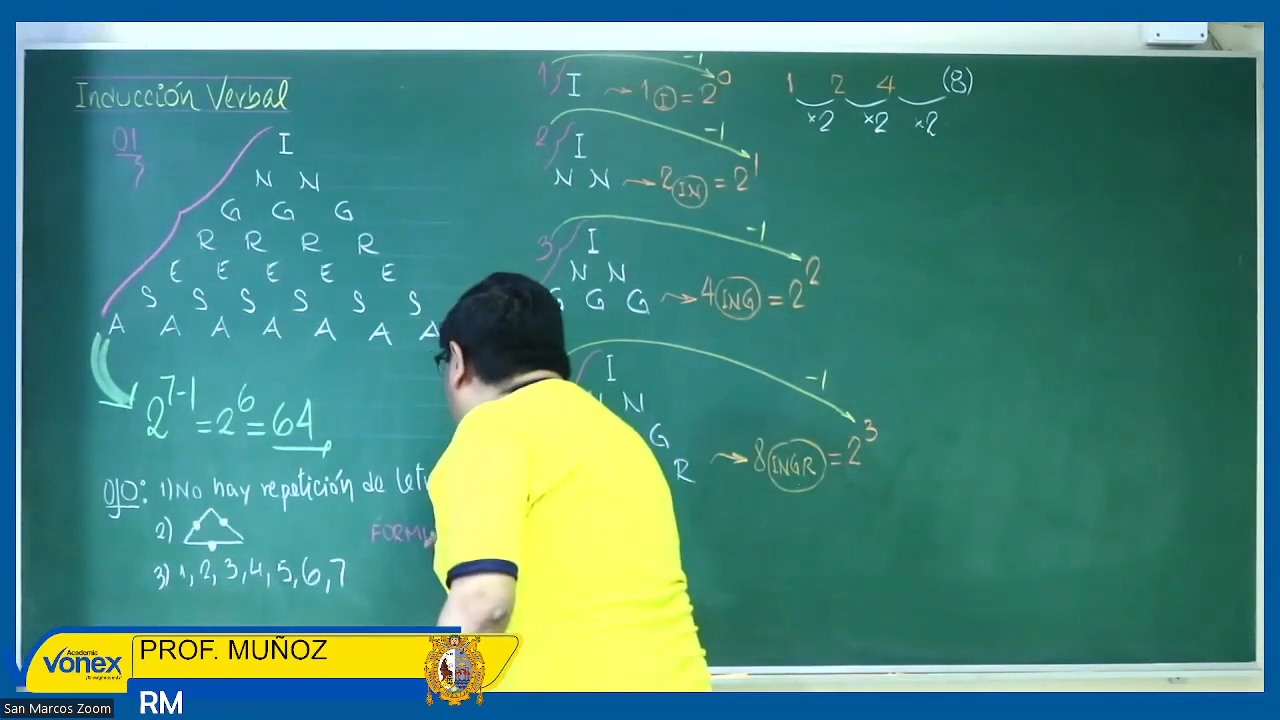 Inducción Verbal
01
I
N N
G G G
R R R R
E E E E E
S S S S S S
A A A A A A A
2^7-1 = 2^6 = 64
OJO: 1) No hay repetición de
2)
3) 1, 2, 3, 4, 5, 6, 7
1 I → 1 I = 2^0
-1
2 I
N N → 2 IN = 2^1
-1
3 I
N N
G G G → 4 ING = 2^2
-1
I
N N
G
R → 8 INGR = 2^3
-1
1 2 4 (8)
×2 ×2 ×2
Academia
Vonex
PROF. MUÑOZ
RM
San Marcos Zoom